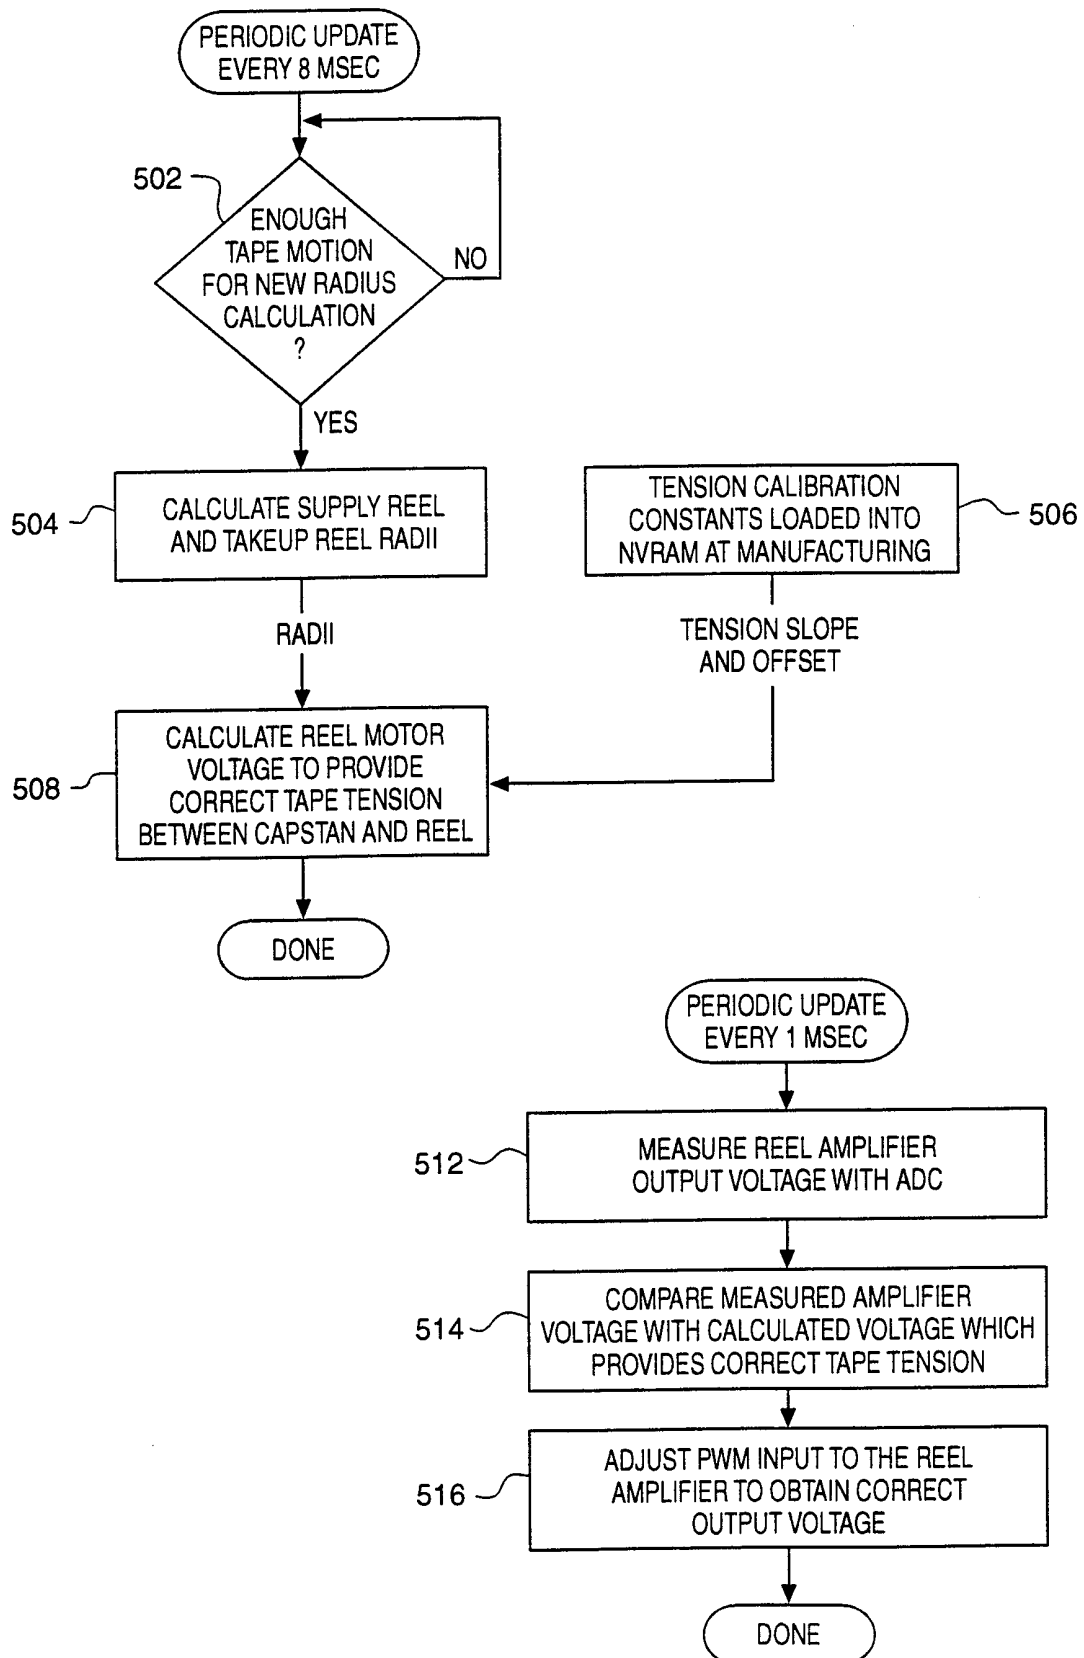 PERIODIC UPDATE
EVERY 8 MSEC
502
ENOUGH
TAPE MOTION
FOR NEW RADIUS
CALCULATION
?
NO
YES
504
CALCULATE SUPPLY REEL
AND TAKEUP REEL RADII
TENSION CALIBRATION
CONSTANTS LOADED INTO
NVRAM AT MANUFACTURING
506
RADII
TENSION SLOPE
AND OFFSET
508
CALCULATE REEL MOTOR
VOLTAGE TO PROVIDE
CORRECT TAPE TENSION
BETWEEN CAPSTAN AND REEL
DONE
PERIODIC UPDATE
EVERY 1 MSEC
512
MEASURE REEL AMPLIFIER
OUTPUT VOLTAGE WITH ADC
514
COMPARE MEASURED AMPLIFIER
VOLTAGE WITH CALCULATED VOLTAGE WHICH
PROVIDES CORRECT TAPE TENSION
516
ADJUST PWM INPUT TO THE REEL
AMPLIFIER TO OBTAIN CORRECT
OUTPUT VOLTAGE
DONE